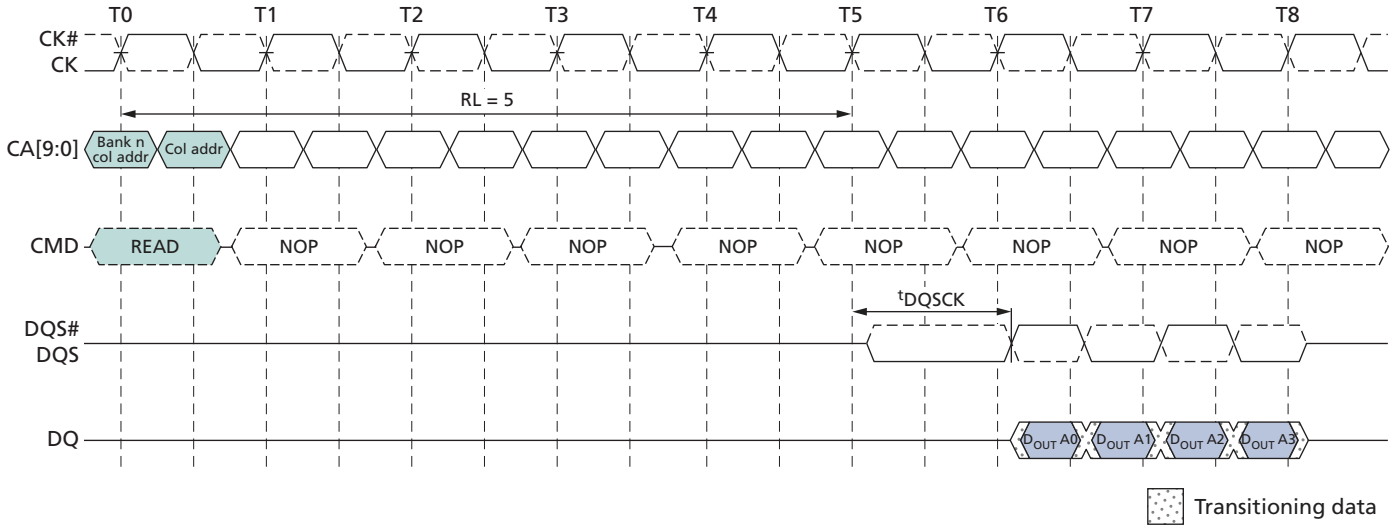 T0 T1 T2 T3 T4 T5 T6 T7 T8
CK#
CK
RL = 5
CA[9:0]
Bank n
col addr
Col addr
CMD
READ NOP NOP NOP NOP NOP NOP NOP NOP
tDQSCK
DQS#
DQS
DQ
DOUT A0 DOUT A1 DOUT A2 DOUT A3
Transitioning data